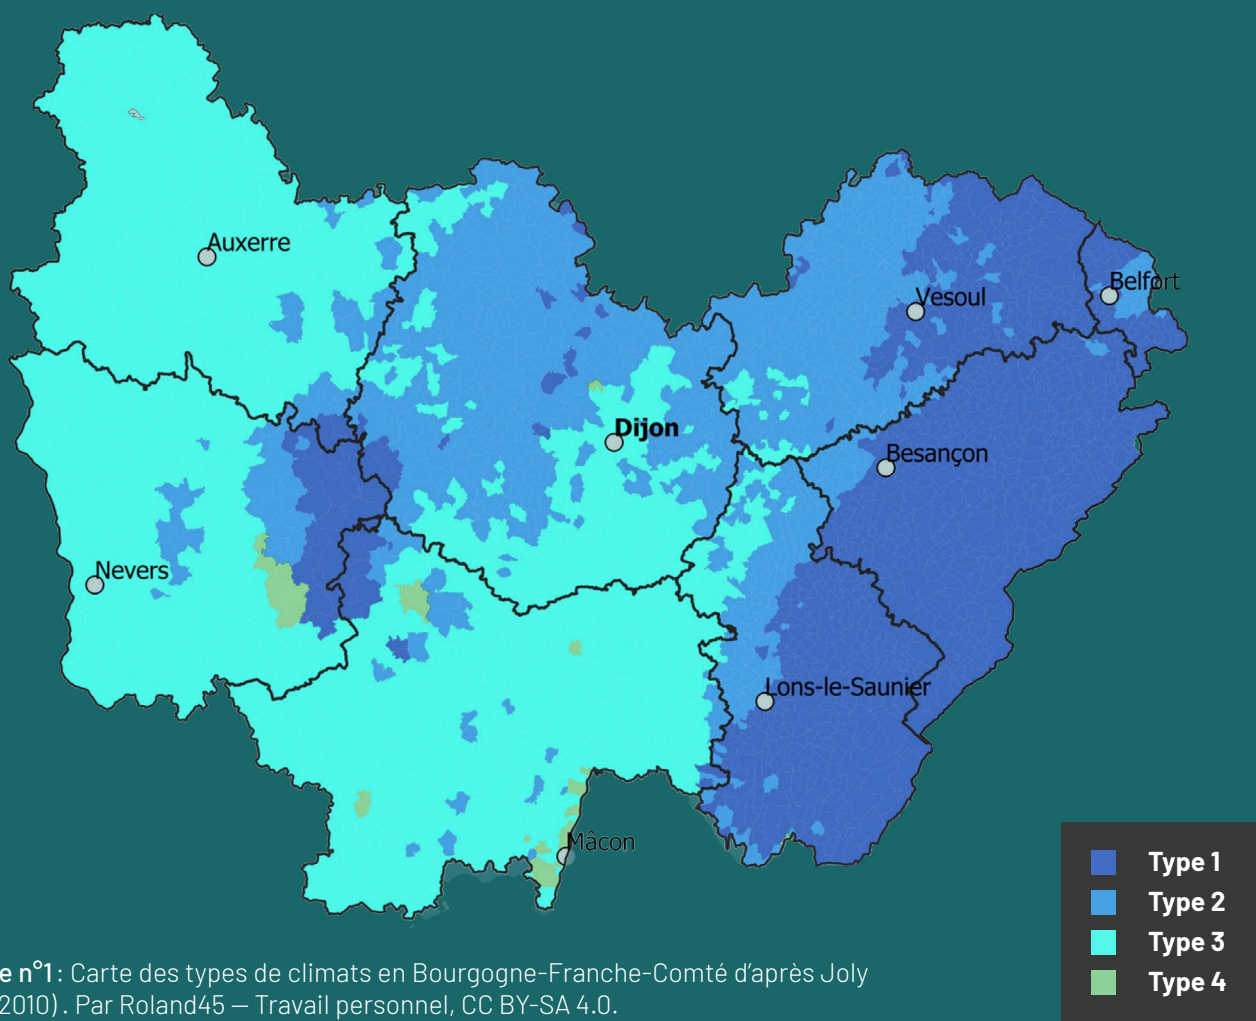 Auxerre
Belfort
Vesoul
Dijon
Besançon
Nevers
Lons-le-Saunier
Mâcon
Type 1
Type 2
Type 3
Type 4
e n°1 : Carte des types de climats en Bourgogne-Franche-Comté d’après Joly
2010) . Par Roland45 — Travail personnel, CC BY-SA 4.0.